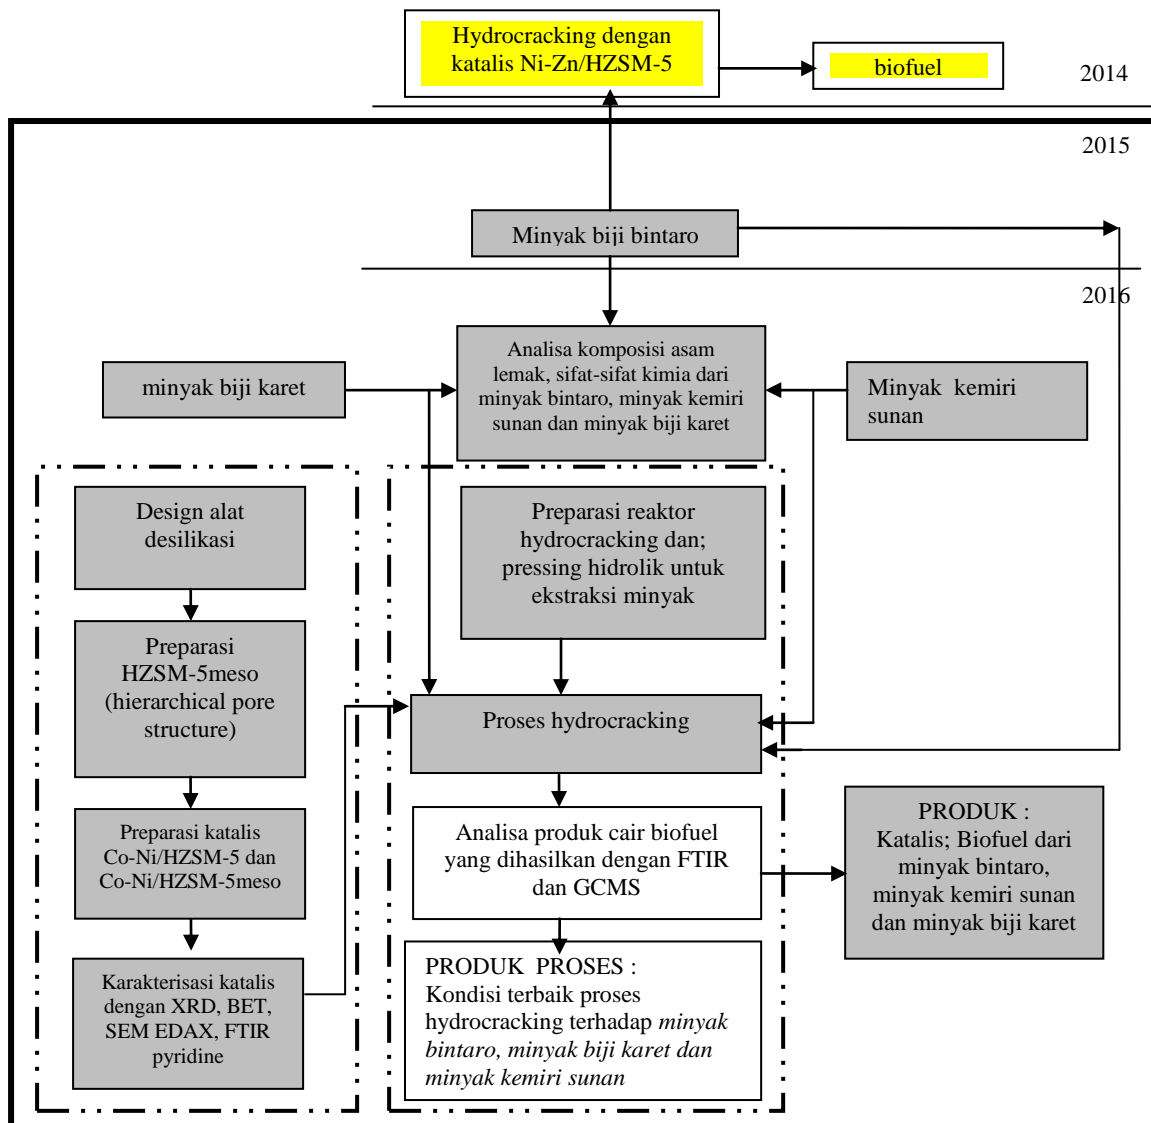 Hydrocracking dengan
katalis Ni-Zn/HZSM-5
biofuel
2014
2015
Minyak biji bintaro
2016
Analisa komposisi asam
lemak, sifat-sifat kimia dari
minyak bintaro, minyak kemiri
sunan dan minyak biji karet
minyak biji karet
Minyak kemiri
sunan
Design alat
desilikasi
Preparasi reaktor
hydrocracking dan;
pressing hidrolik untuk
ekstraksi minyak
Preparasi
HZSM-5meso
(hierarchical pore
structure)
Proses hydrocracking
Preparasi katalis
Co-Ni/HZSM-5 dan
Co-Ni/HZSM-5meso
Analisa produk cair biofuel
yang dihasilkan dengan FTIR
dan GCMS
PRODUK :
Katalis; Biofuel dari
minyak bintaro,
minyak kemiri sunan
dan minyak biji karet
Karakterisasi katalis
dengan XRD, BET,
SEM EDAX, FTIR
pyridine
PRODUK PROSES :
Kondisi terbaik proses
hydrocracking terhadap minyak
bintaro, minyak biji karet dan
minyak kemiri sunan